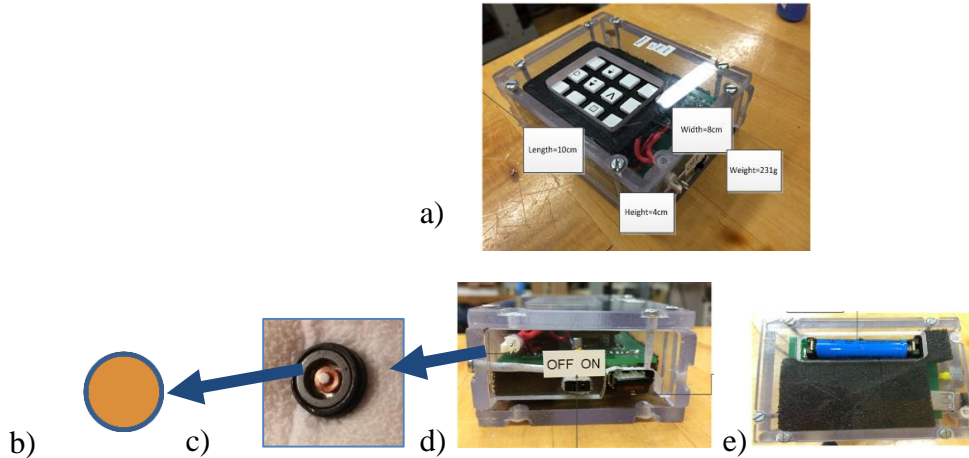 Width=8cm
Length=10cm
Weight=231g
Height=4cm
a)
OFF ON
b)
c)
d)
e)